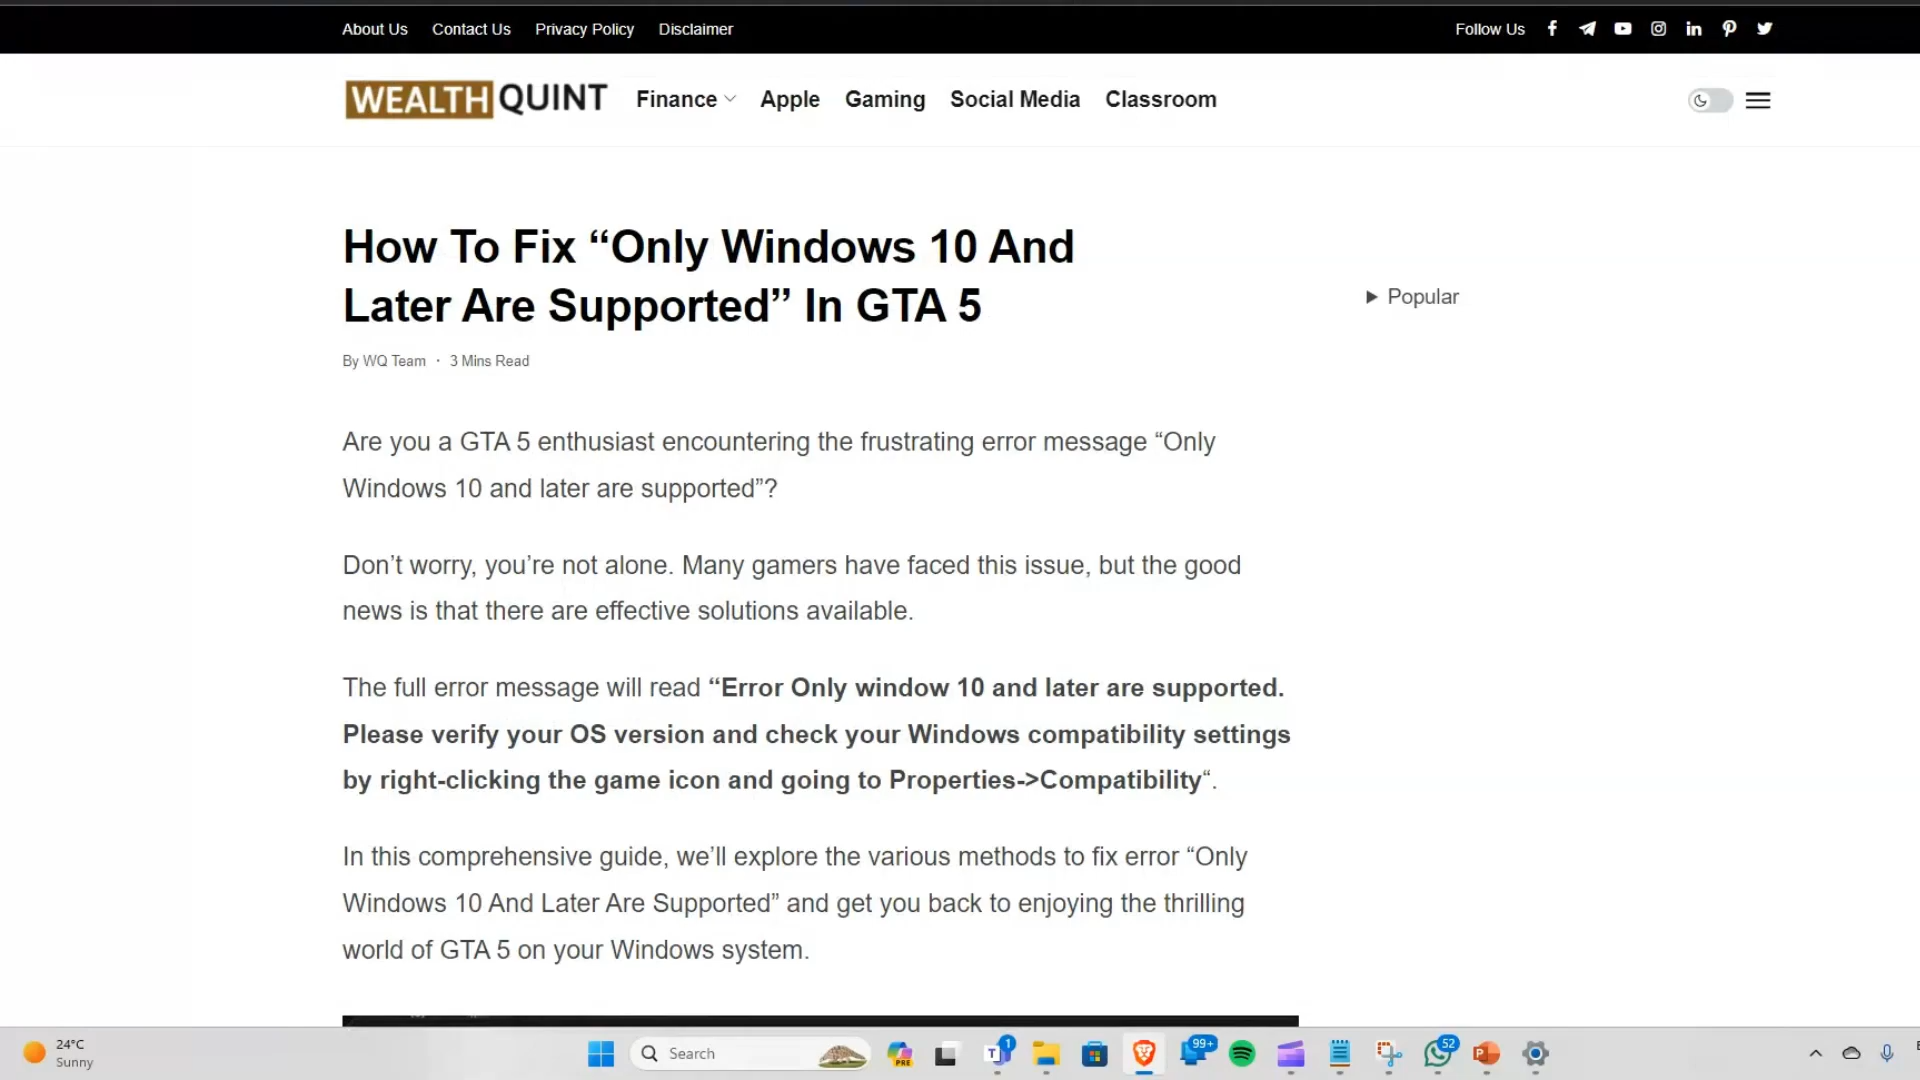 About Us Contact Us Privacy Policy Disclaimer Follow Us
WEALTH QUINT Finance Apple Gaming Social Media Classroom
How To Fix “Only Windows 10 And
Later Are Supported” In GTA 5
Popular
By WQ Team · 3 Mins Read
Are you a GTA 5 enthusiast encountering the frustrating error message “Only
Windows 10 and later are supported”?
Don’t worry, you’re not alone. Many gamers have faced this issue, but the good
news is that there are effective solutions available.
The full error message will read “Error Only window 10 and later are supported.
Please verify your OS version and check your Windows compatibility settings
by right-clicking the game icon and going to Properties->Compatibility“.
In this comprehensive guide, we’ll explore the various methods to fix error “Only
Windows 10 And Later Are Supported” and get you back to enjoying the thrilling
world of GTA 5 on your Windows system.
24°C
Sunny
Search
PRE
1
99+
52